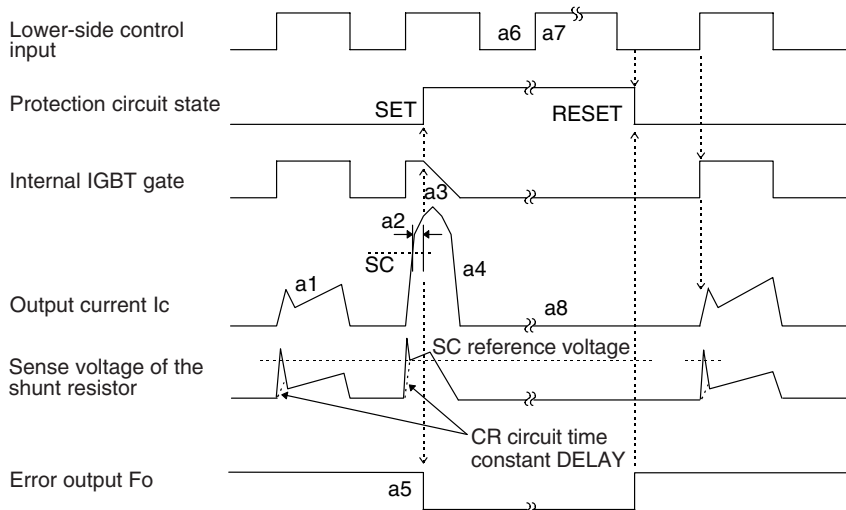 Lower-side control
input
a6
a7
Protection circuit state
SET
RESET
Internal IGBT gate
a3
a2
SC
a4
a1
Output current Ic
a8
SC reference voltage
Sense voltage of the
shunt resistor
CR circuit time
constant DELAY
Error output Fo
a5